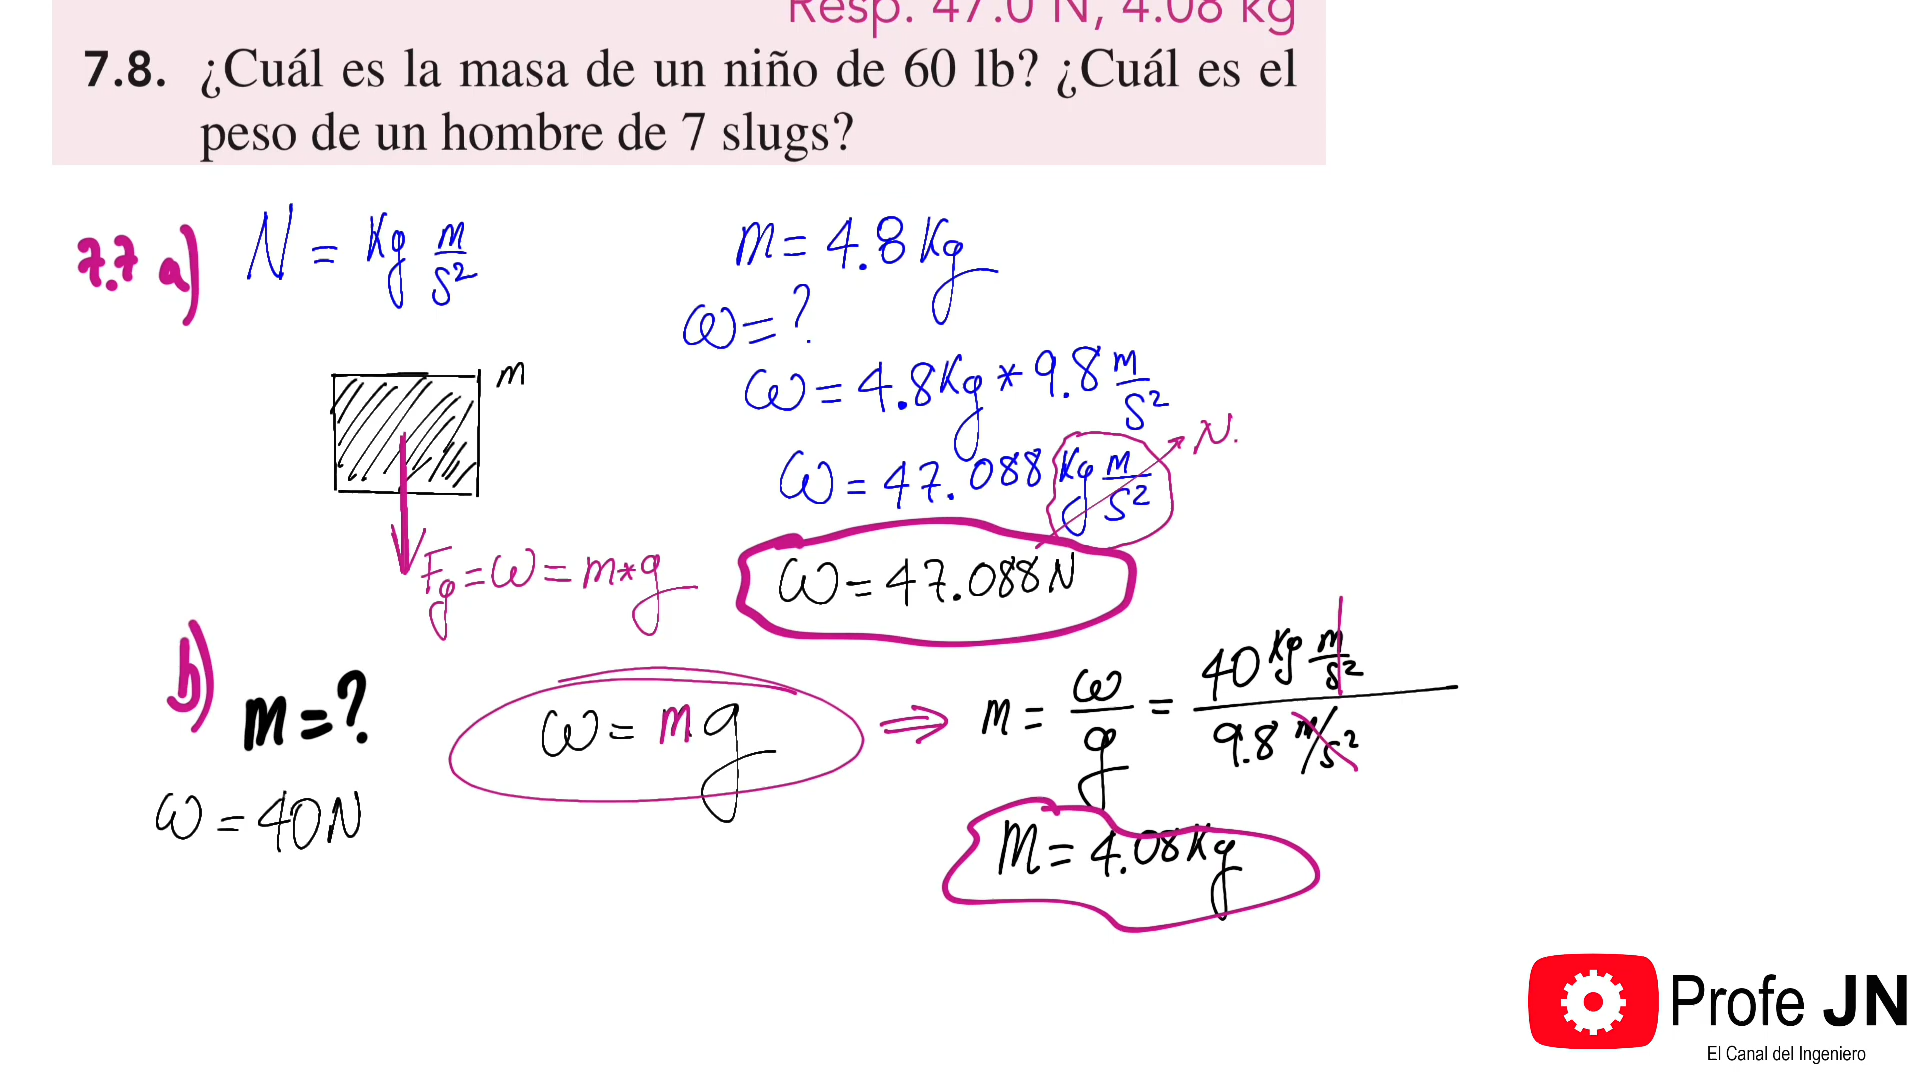 Resp. 47.0 N, 4.08 kg
7.8. ¿Cuál es la masa de un niño de 60 lb? ¿Cuál es el
peso de un hombre de 7 slugs?
7.7 a) N = Kg m/s²
m = 4.8 Kg
ω = ?
m
ω = 4.8 Kg * 9.8 m/s²
ω = 47.088 Kg m/s² N.
Fg = ω = m*g
ω = 47.088 N
b) m = ?
ω = mg ⇒ m = ω/g = 40 Kg m/s² / 9.8 m/s²
ω = 40N
M = 4.08 Kg
Profe JN
El Canal del Ingeniero